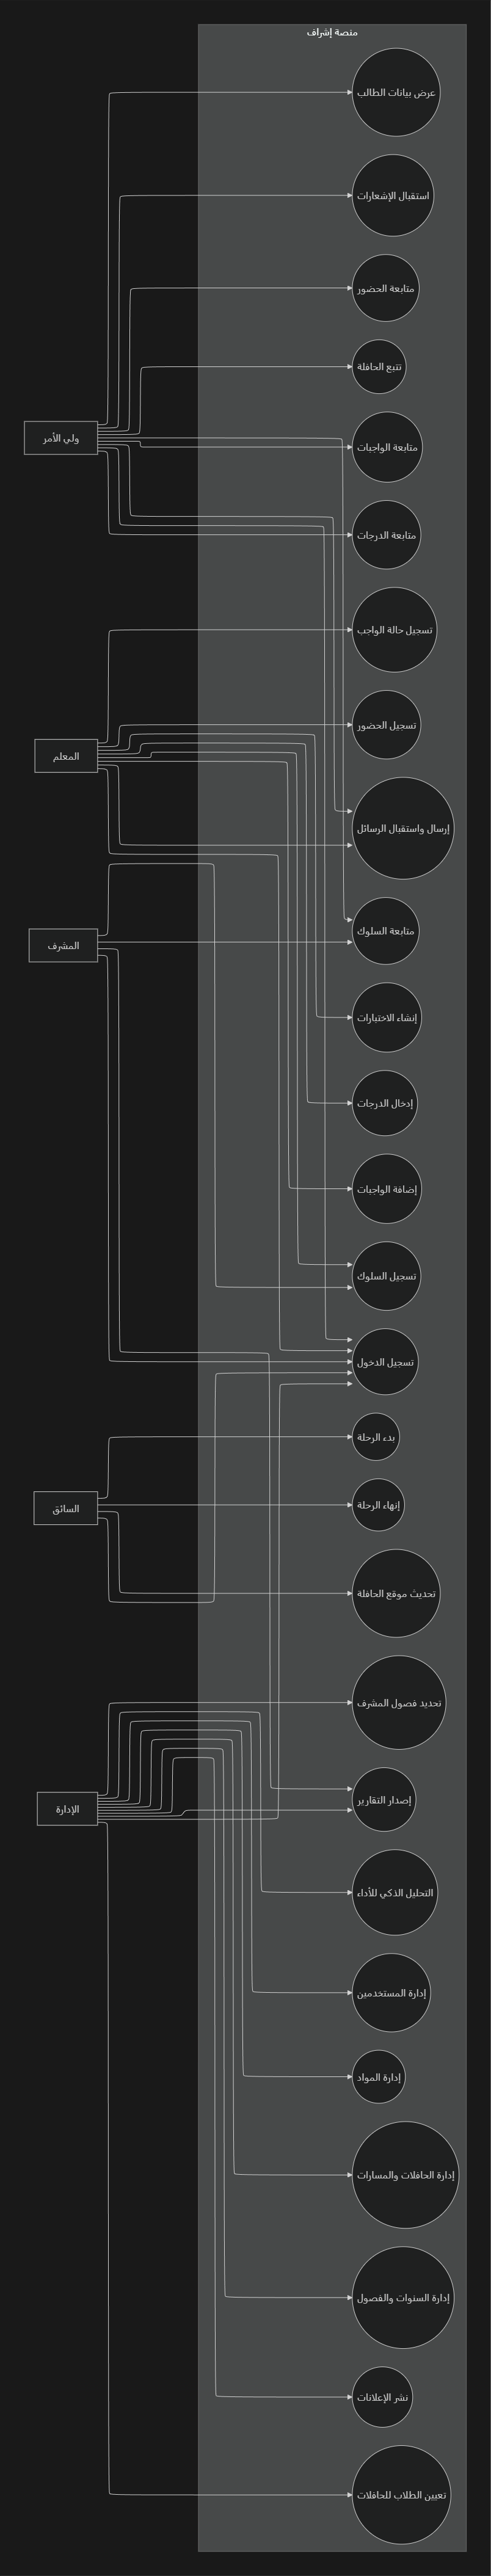 منصة إشراف
عرض بيانات الطالب
استقبال الإشعارات
متابعة الحضور
تتبع الحافلة
ولي الأمر
متابعة الواجبات
متابعة الدرجات
تسجيل حالة الواجب
تسجيل الحضور
المعلم
إرسال واستقبال الرسائل
متابعة السلوك
المشرف
إنشاء الاختبارات
إدخال الدرجات
إضافة الواجبات
تسجيل السلوك
تسجيل الدخول
بدء الرحلة
إنهاء الرحلة
السائق
تحديث موقع الحافلة
تحديد فصول المشرف
إصدار التقارير
الإدارة
التحليل الذكي للأداء
إدارة المستخدمين
إدارة المواد
إدارة الحافلات والمسارات
إدارة السنوات والفصول
نشر الإعلانات
تعيين الطلاب للحافلات